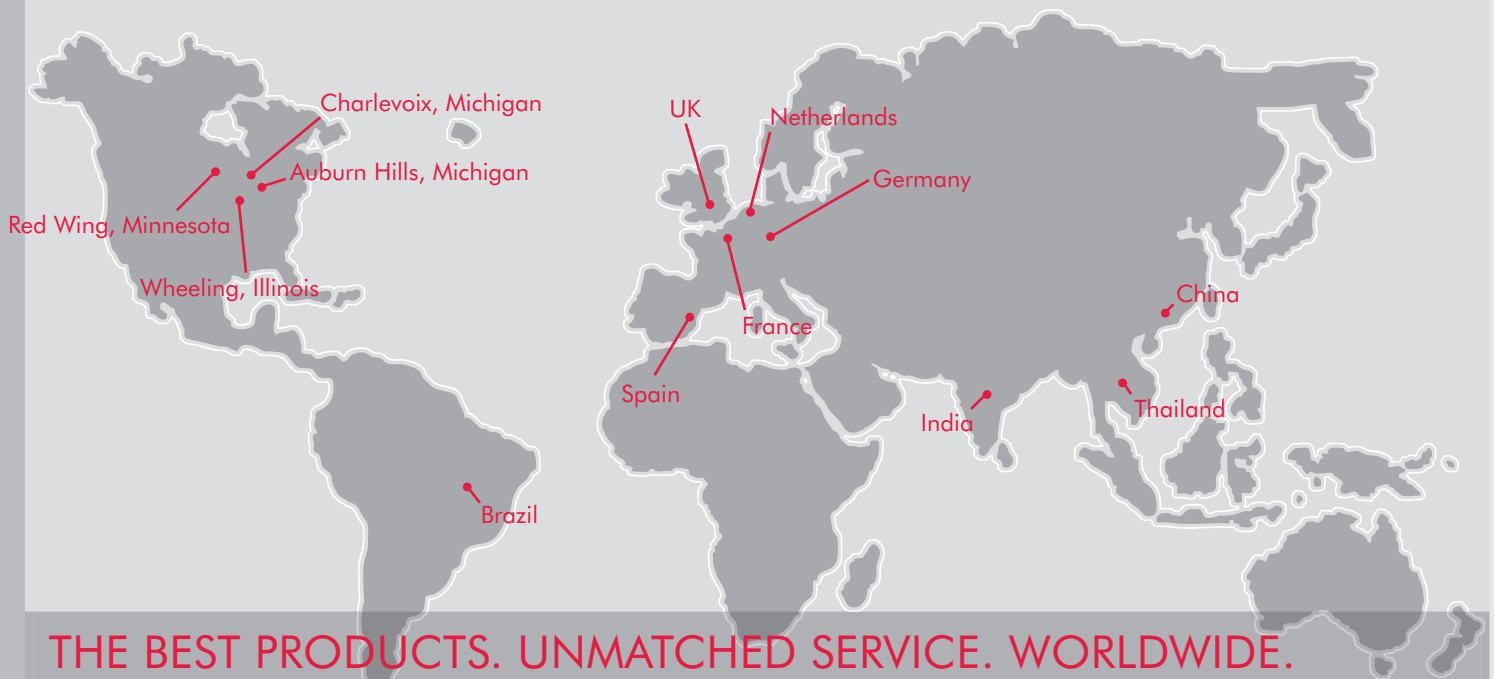 Charlevoix, Michigan
Auburn Hills, Michigan
Red Wing, Minnesota
Wheeling, Illinois
UK
Netherlands
Germany
France
Spain
China
Thailand
India
Brazil
THE BEST PRODUCTS. UNMATCHED SERVICE. WORLDWIDE.